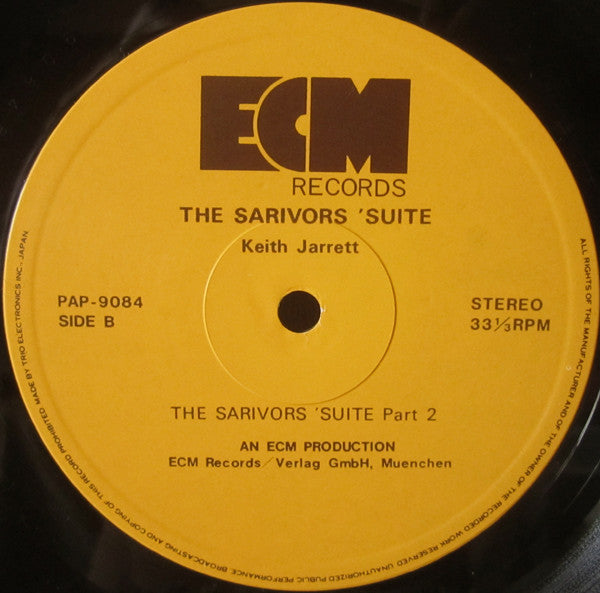 ECM
RECORDS
THE SARIVORS 'SUITE
Keith Jarrett
PAP-9084
SIDE B
STEREO
33⅓RPM
THE SARIVORS 'SUITE Part 2
AN ECM PRODUCTION
ECM Records/Verlag GmbH, Muenchen
ALL RIGHTS OF THE MANUFACTURER AND OF THE OWNER OF THE RECORDED WORK RESERVED UNAUTHORIZED PUBLIC PERFORMANCE BROADCASTING AND COPYING OF THIS RECORD PROHIBITED MADE BY TRIO ELECTRONICS INC., JAPAN